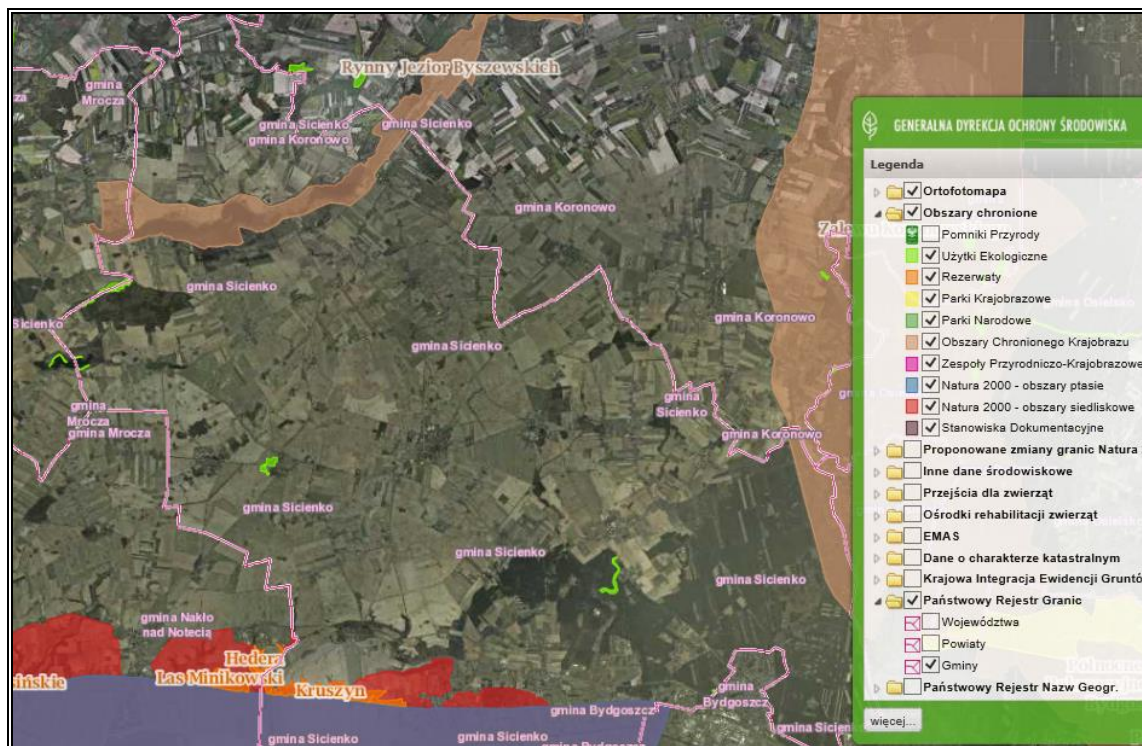 Rynny Jezior Byszewskich
gmina
Mrocza
za
gmina Sicienko
gmina Koronowo
gmina Sicienko
gmina Koronowo
gmina Sicienko
Sicienko
gmina Koronowo
gmina Sicienko
gmina
Mrocza
gmina Mrocza
gmina
Sicienko
gmina Koronowo
gmina Sicienko
gmina Sicienko
gmina Sicienko
gmina Nakło
nad Notecią
Hedera
Las Minikowski
Kruszyn
sińskie
gmina
Bydgoszcz
gmina Bydgoszcz
gmina Sicienko
gmina Sicienko
gmina Bydgoszcz
gmina Sicienko
GENERALNA DYREKCJA OCHRONY ŚRODOWISKA
Legenda
Ortofotomapa
Obszary chronione
Pomniki Przyrody
Użytki Ekologiczne
Rezerwaty
Parki Krajobrazowe
Parki Narodowe
Obszary Chronionego Krajobrazu
Zespoły Przyrodniczo-Krajobrazowe
Natura 2000 - obszary ptasie
Natura 2000 - obszary siedliskowe
Stanowiska Dokumentacyjne
Proponowane zmiany granic Natura
Inne dane środowiskowe
Przejścia dla zwierząt
Ośrodki rehabilitacji zwierząt
EMAS
Dane o charakterze katastralnym
Krajowa Integracja Ewidencji Gruntó
Państwowy Rejestr Granic
Województwa
Powiaty
Gminy
Państwowy Rejestr Nazw Geogr.
więcej...